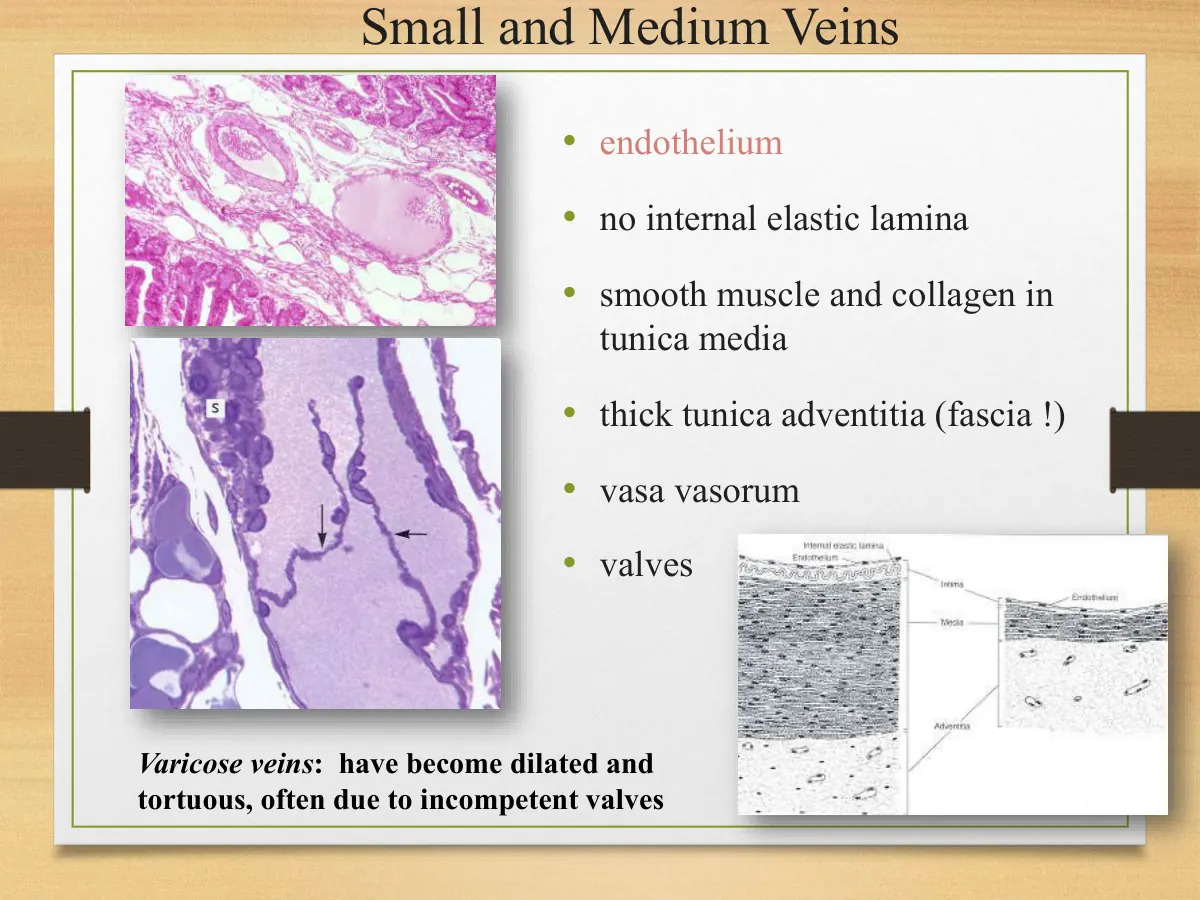 Small and Medium Veins
• endothelium
• no internal elastic lamina
• smooth muscle and collagen in
tunica media
• thick tunica adventitia (fascia !)
• vasa vasorum
• valves
S
Internal elastic lamina
Endothelium
Intima
Endothelium
Media
Adventitia
Varicose veins: have become dilated and
tortuous, often due to incompetent valves